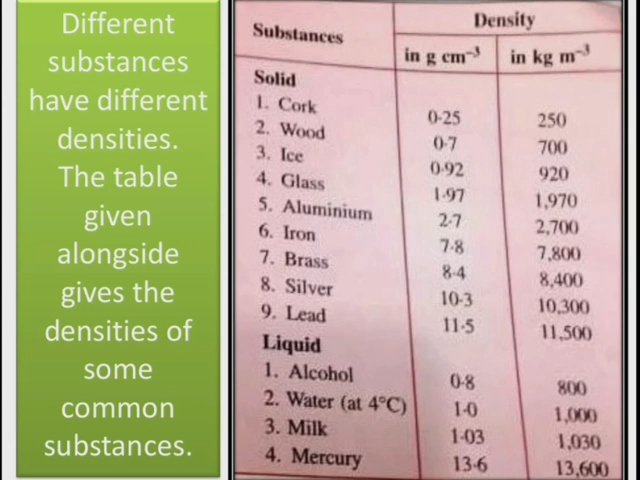 Different
substances
have different
densities.
The table
given
alongside
gives the
densities of
some
common
substances.
Substances Density
in g cm⁻³ in kg m⁻³
Solid
1. Cork 0·25 250
2. Wood 0·7 700
3. Ice 0·92 920
4. Glass 1·97 1,970
5. Aluminium 2·7 2,700
6. Iron 7·8 7,800
7. Brass 8·4 8,400
8. Silver 10·3 10,300
9. Lead 11·5 11,500
Liquid
1. Alcohol 0·8 800
2. Water (at 4°C) 1·0 1,000
3. Milk 1·03 1,030
4. Mercury 13·6 13,600